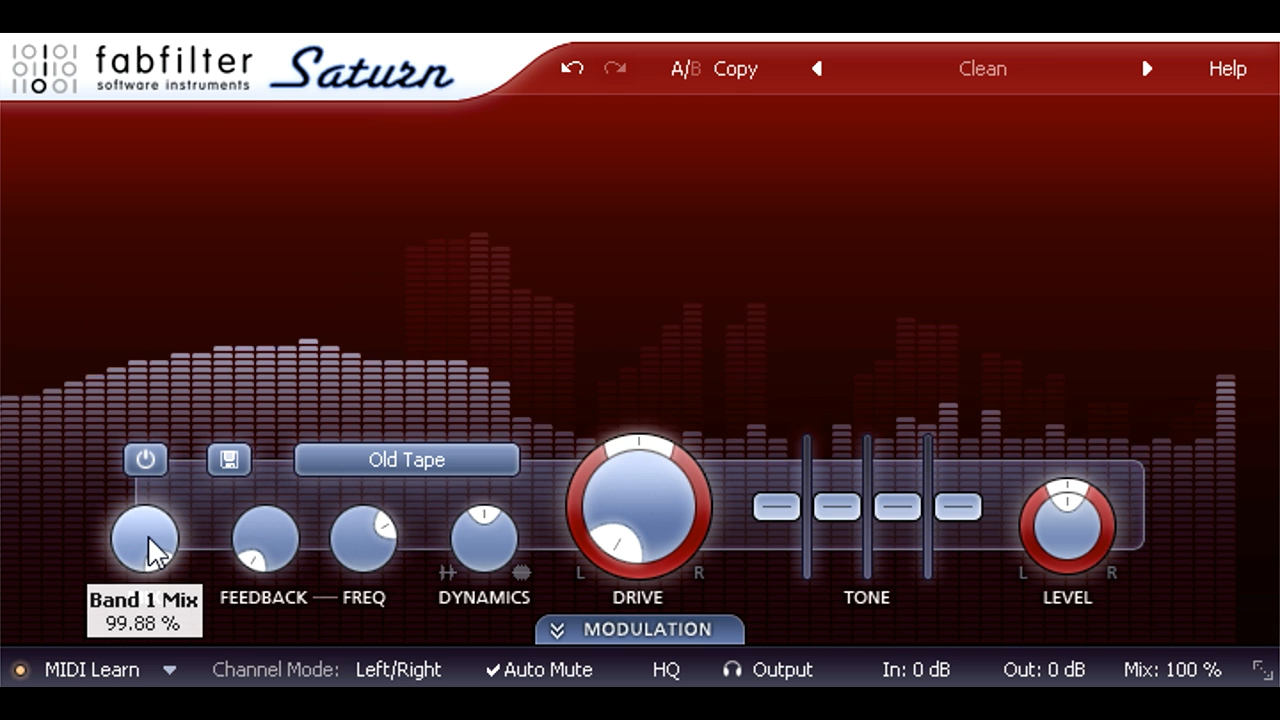 fabfilter
software instruments
Saturn
A/B Copy Clean Help
Old Tape
L R L R
FEEDBACK FREQ DYNAMICS DRIVE TONE LEVEL
Band 1 Mix
99.88 %
MODULATION
MIDI Learn Channel Mode: Left/Right Auto Mute HQ Output In: 0 dB Out: 0 dB Mix: 100 %